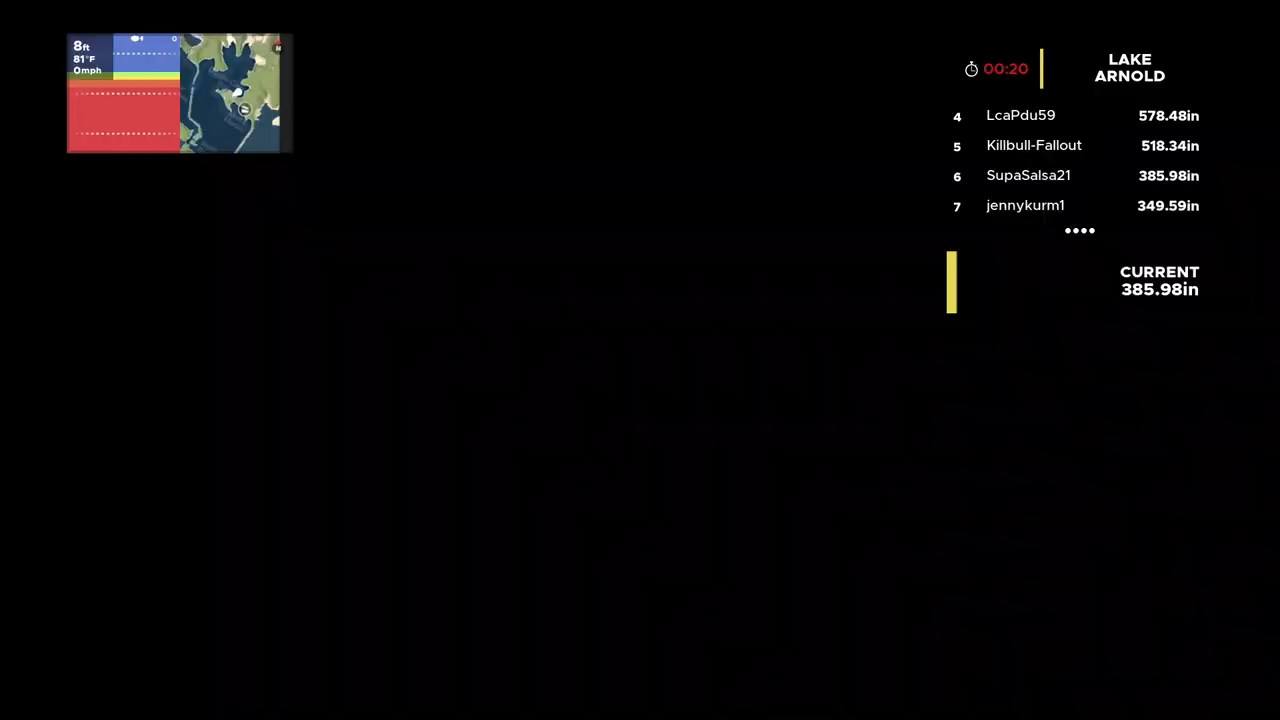 8ft
81°F
0mph
0
N
00:20
LAKE
ARNOLD
4 LcaPdu59 578.48in
5 Killbull-Fallout 518.34in
6 SupaSalsa21 385.98in
7 jennykurm1 349.59in
CURRENT
385.98in